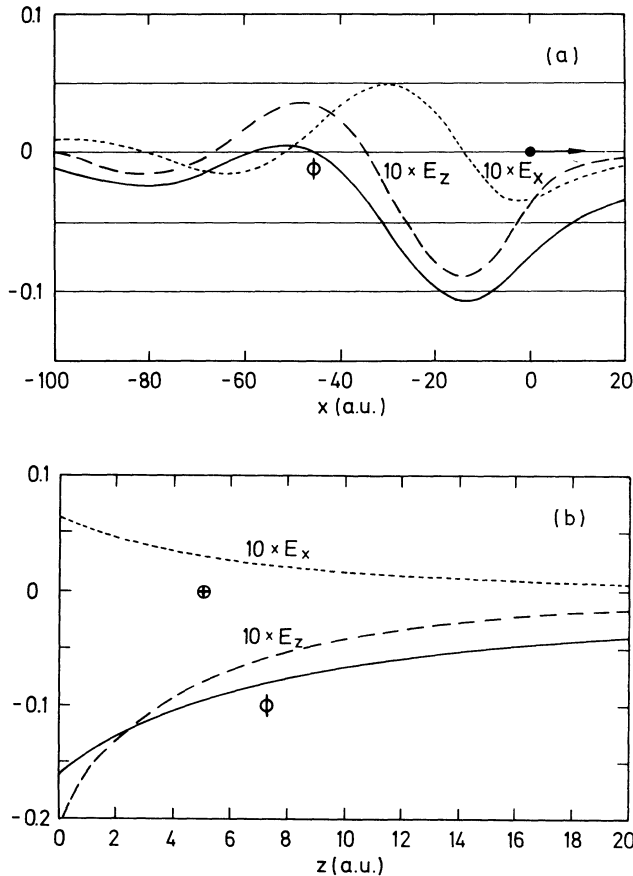 0.1
(a)
0
ϕ
10 × E_z
10 × E_x
-0.1
-100 -80 -60 -40 -20 0 20
x (a.u.)
0.1
(b)
10 × E_x
0
10 × E_z
ϕ
-0.1
-0.2
0 2 4 6 8 10 12 14 16 18 20
z (a.u.)